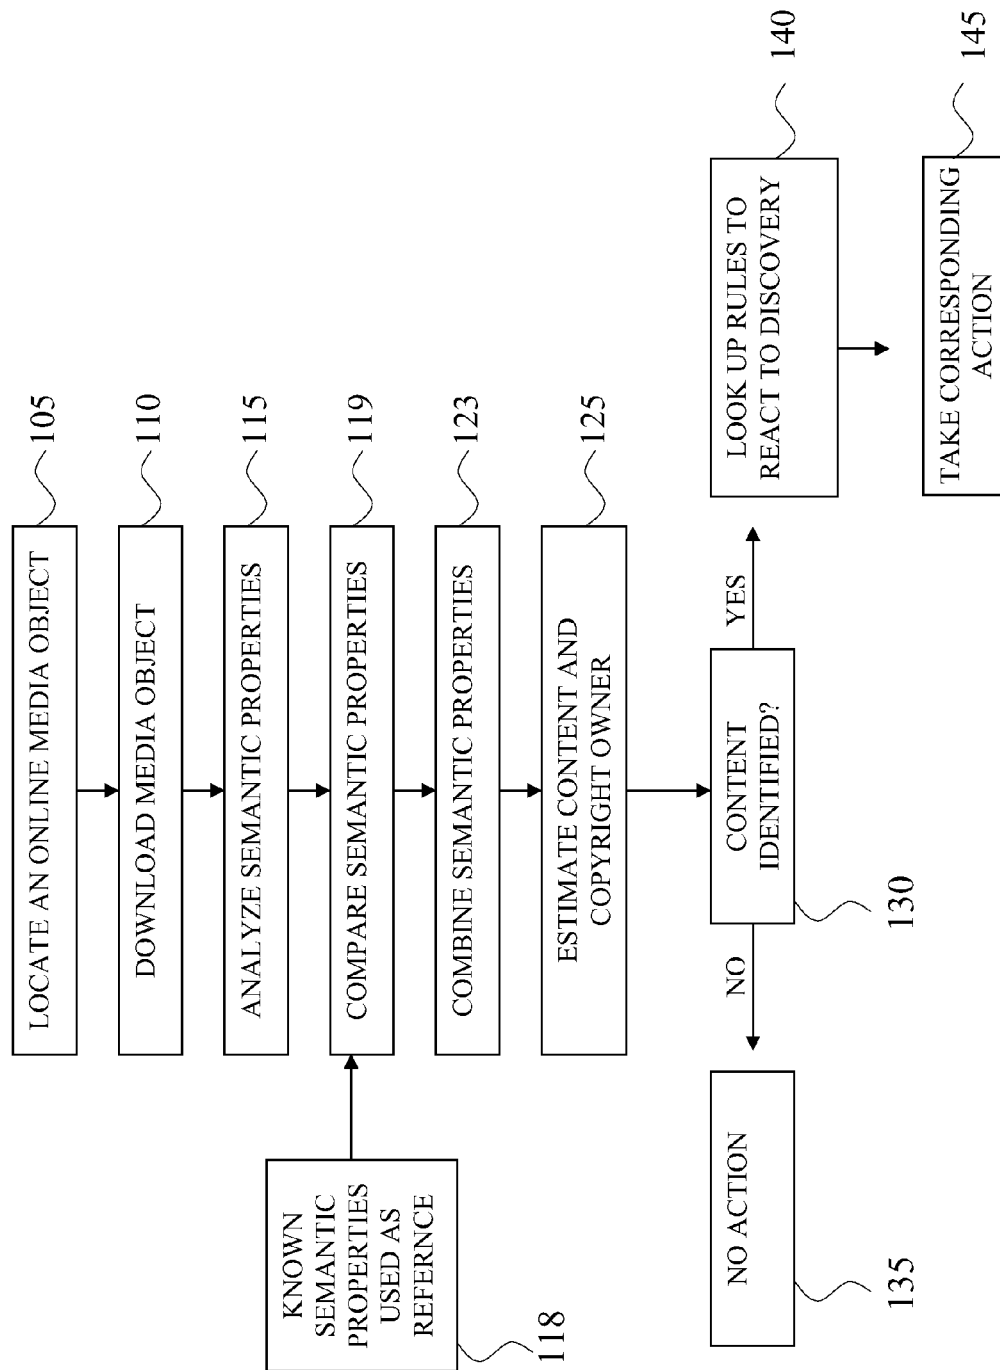 LOCATE AN ONLINE MEDIA OBJECT
105
DOWNLOAD MEDIA OBJECT
110
ANALYZE SEMANTIC PROPERTIES
115
KNOWN
SEMANTIC
PROPERTIES
USED AS
REFERNCE
118
COMPARE SEMANTIC PROPERTIES
119
COMBINE SEMANTIC PROPERTIES
123
ESTIMATE CONTENT AND
COPYRIGHT OWNER
125
CONTENT
IDENTIFIED?
130
NO
YES
NO ACTION
135
LOOK UP RULES TO
REACT TO DISCOVERY
140
TAKE CORRESPONDING
ACTION
145